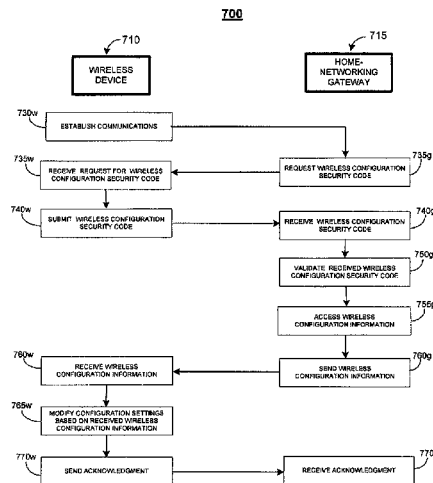 700
710
715
WIRELESS
DEVICE
HOME-
NETWORKING
GATEWAY
730w
ESTABLISH COMMUNICATIONS
735w
RECEIVE REQUEST FOR WIRELESS
CONFIGURATION SECURITY CODE
735g
REQUEST WIRELESS CONFIGURATION
SECURITY CODE
740w
SUBMIT WIRELESS CONFIGURATION
SECURITY CODE
740g
RECEIVE WIRELESS CONFIGURATION
SECURITY CODE
750g
VALIDATE RECEIVED WIRELESS
CONFIGURATION SECURITY CODE
755g
ACCESS WIRELESS
CONFIGURATION INFORMATION
760w
RECEIVE WIRELESS
CONFIGURATION INFORMATION
SEND WIRELESS
CONFIGURATION INFORMATION
760g
765w
MODIFY CONFIGURATION SETTINGS
BASED ON RECEIVED WIRELESS
CONFIGURATION INFORMATION
770w
SEND ACKNOWLEDGMENT
770
RECEIVE ACKNOWLEDGMENT